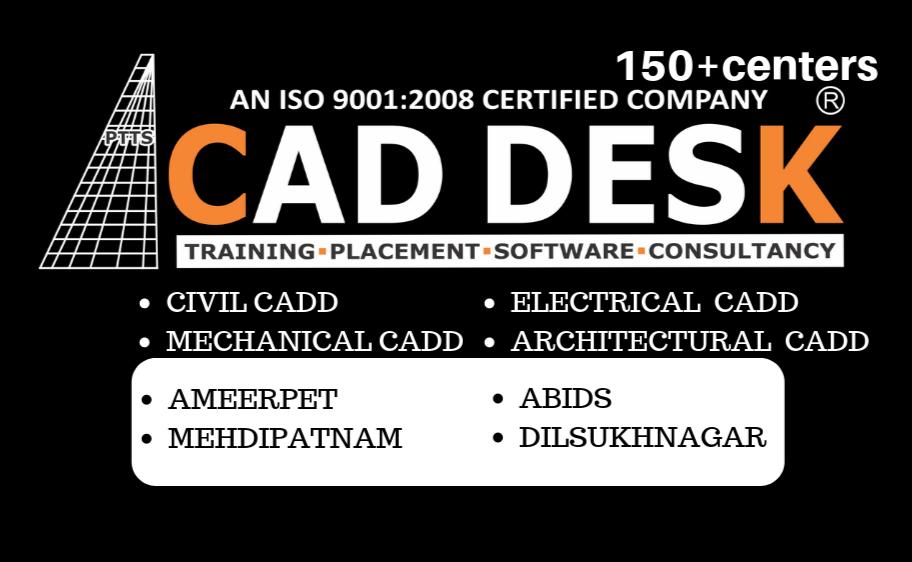 150+centers
AN ISO 9001:2008 CERTIFIED COMPANY ®
PTTS
CAD DESK
TRAINING▪PLACEMENT▪SOFTWARE▪CONSULTANCY
• CIVIL CADD
• MECHANICAL CADD
• ELECTRICAL CADD
• ARCHITECTURAL CADD
• AMEERPET
• MEHDIPATNAM
• ABIDS
• DILSUKHNAGAR